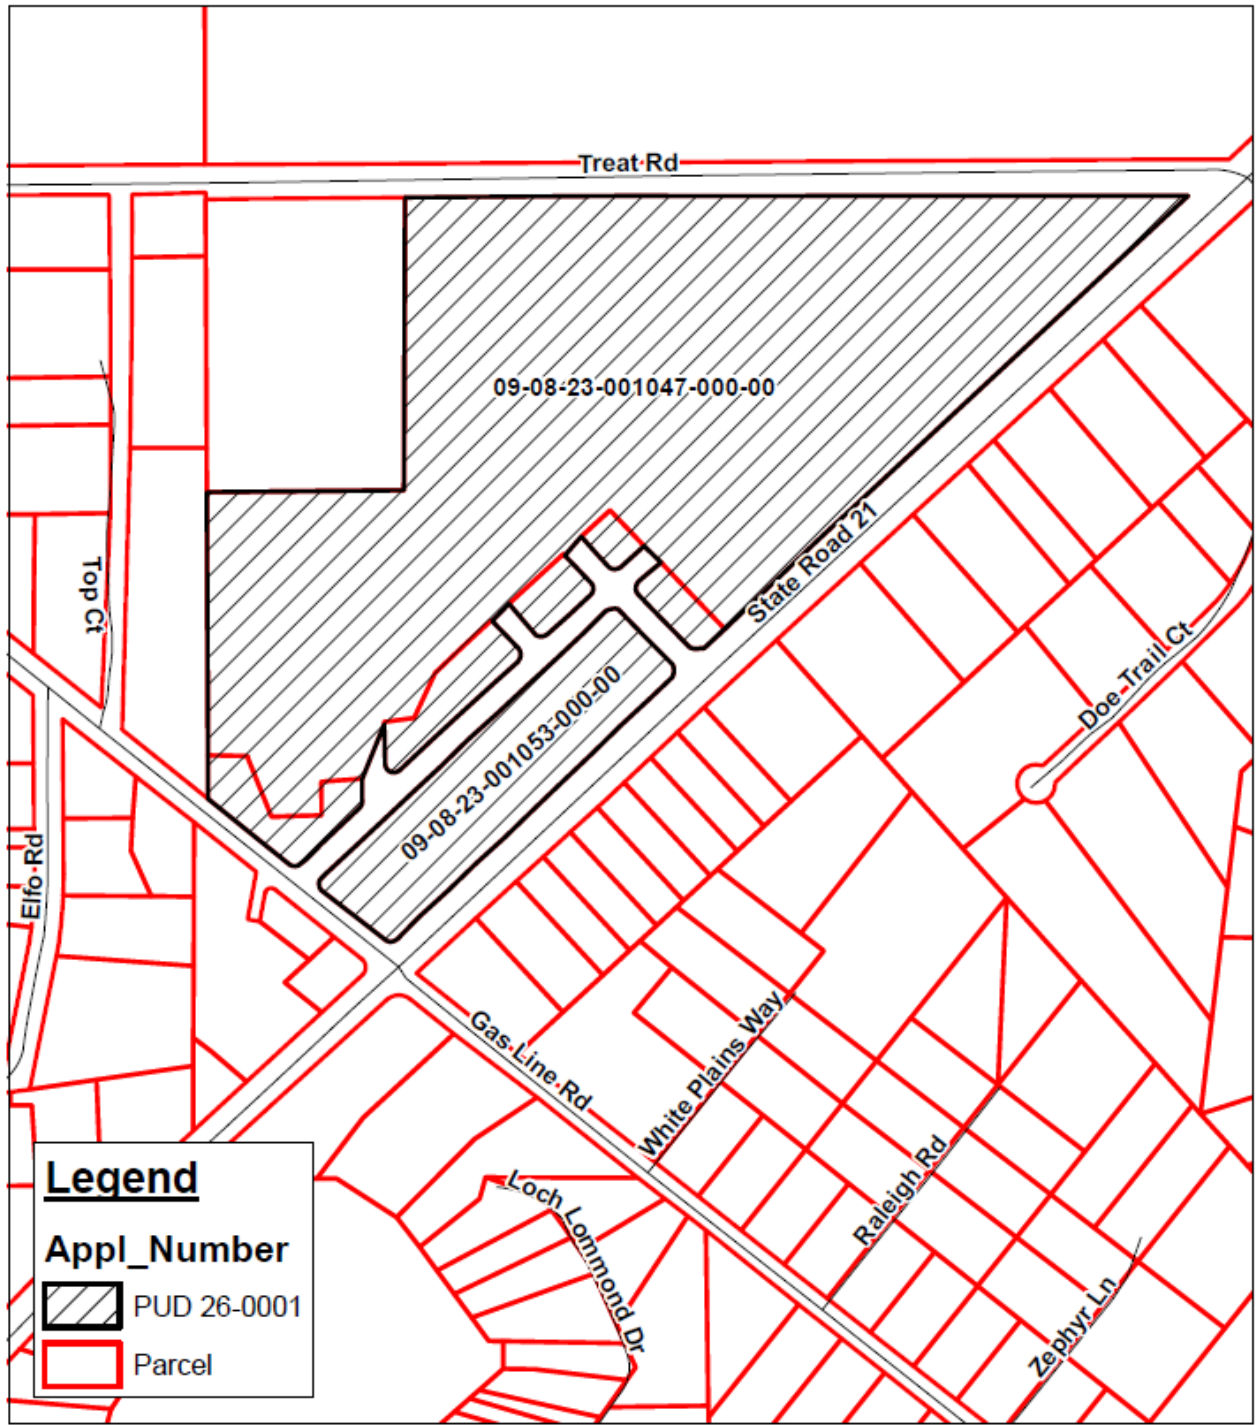 Treat Rd
09-08-23-001047-000-00
State Road 21
Top Ct
Doe Trail Ct
09-08-23-001053-000-00
Elfo Rd
Gas Line Rd
White Plains Way
Raleigh Rd
Loch Lommond Dr
Zephyr Ln
Legend
Appl_Number
PUD 26-0001
Parcel